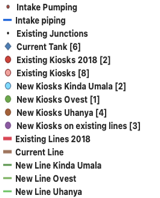 Intake Pumping
Intake piping
Existing Junctions
Current Tank [6]
Existing Kiosks 2018 [2]
Existing Kiosks [8]
New Kiosks Kinda Umala [2]
New Kiosks Ovest [1]
New Kiosks Uhanya [4]
New Kiosks on existing lines [3]
Existing Lines 2018
Current Line
New Line Kinda Umala
New Line Ovest
New Line Uhanya